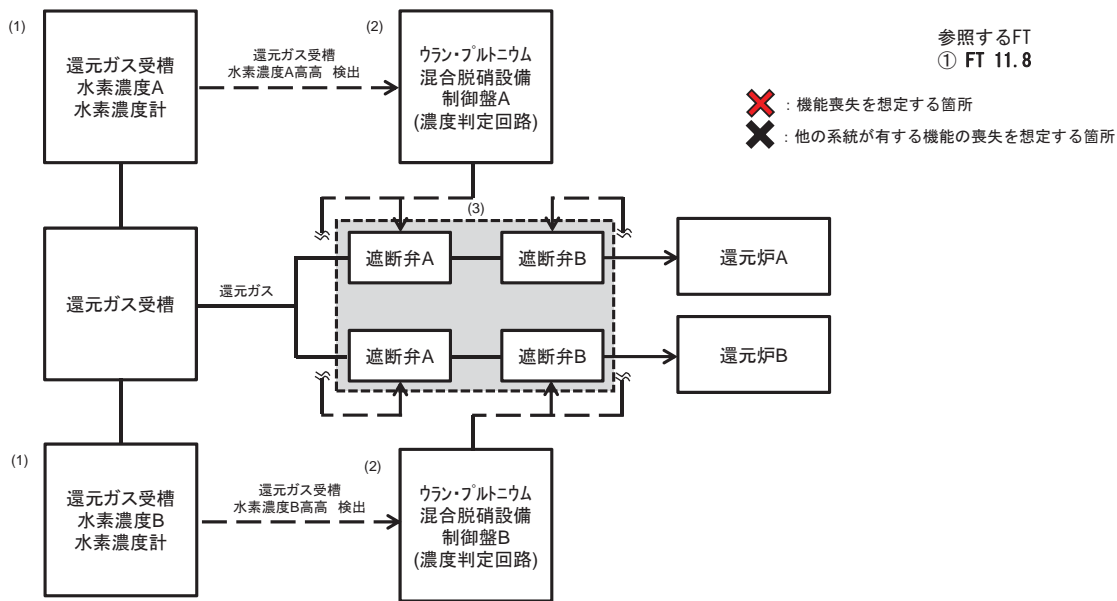 (1)
還元ガス受槽
水素濃度A
水素濃度計
還元ガス受槽
水素濃度A高高 検出
(2)
ウラン・プルトニウム
混合脱硝設備
制御盤A
(濃度判定回路)
参照するFT
① FT 11.8
：機能喪失を想定する箇所
：他の系統が有する機能の喪失を想定する箇所
(3)
遮断弁A
遮断弁B
還元炉A
還元ガス受槽
還元ガス
遮断弁A
遮断弁B
還元炉B
(1)
還元ガス受槽
水素濃度B
水素濃度計
還元ガス受槽
水素濃度B高高 検出
(2)
ウラン・プルトニウム
混合脱硝設備
制御盤B
(濃度判定回路)